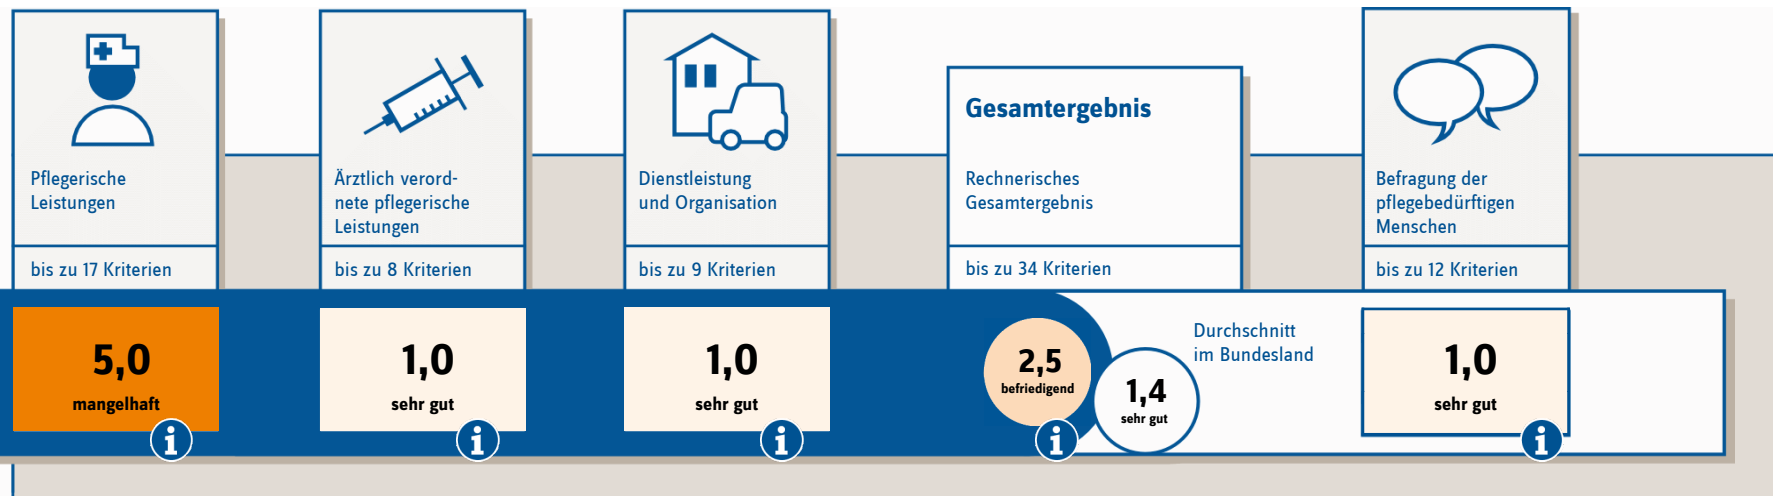 Pflegerische
Leistungen
bis zu 17 Kriterien
5,0
mangelhaft
i
Ärztlich verord-
nete pflegerische
Leistungen
bis zu 8 Kriterien
1,0
sehr gut
i
Dienstleistung
und Organisation
bis zu 9 Kriterien
1,0
sehr gut
i
Gesamtergebnis
Rechnerisches
Gesamtergebnis
bis zu 34 Kriterien
2,5
befriedigend
i
Durchschnitt
im Bundesland
1,4
sehr gut
Befragung der
pflegebedürftigen
Menschen
bis zu 12 Kriterien
1,0
sehr gut
i